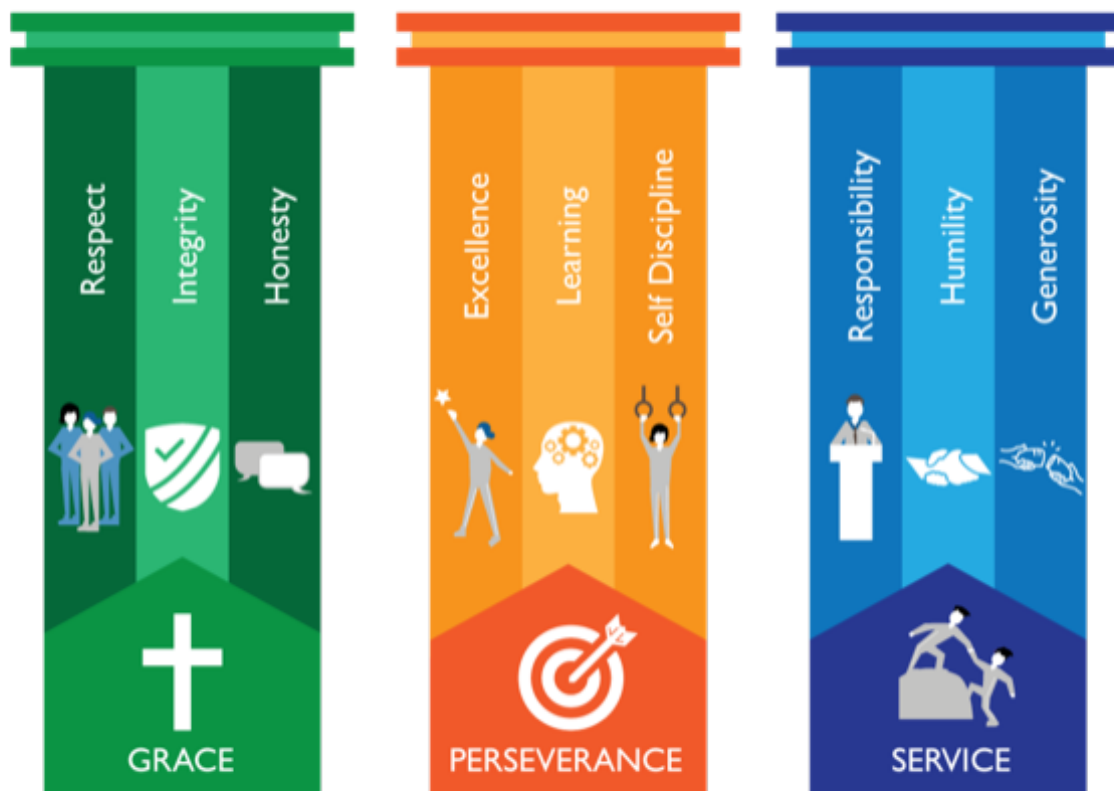 Respect
Integrity
Honesty
GRACE
Excellence
Learning
Self Discipline
PERSEVERANCE
Responsibility
Humility
Generosity
SERVICE